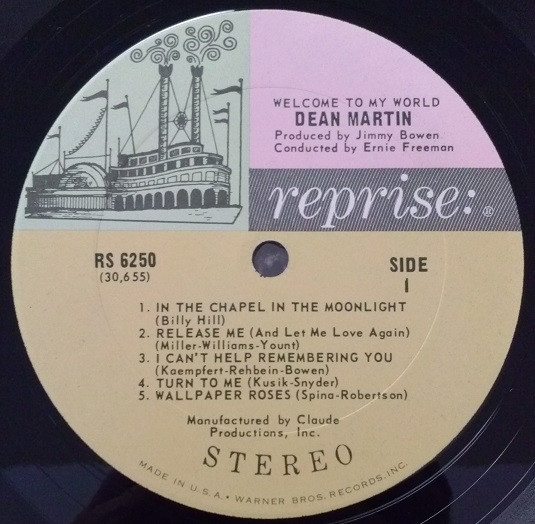 WELCOME TO MY WORLD
DEAN MARTIN
Produced by Jimmy Bowen
Conducted by Ernie Freeman
reprise: ®
RS 6250
(30,655)
SIDE
1
1. IN THE CHAPEL IN THE MOONLIGHT
(Billy Hill)
2. RELEASE ME (And Let Me Love Again)
(Miller-Williams-Yount)
3. I CAN'T HELP REMEMBERING YOU
(Kaempfert-Rehbein-Bowen)
4. TURN TO ME (Kusik-Snyder)
5. WALLPAPER ROSES (Spina-Robertson)
Manufactured by Claude
Productions, Inc.
STEREO
MADE IN U.S.A. • WARNER BROS. RECORDS, INC.